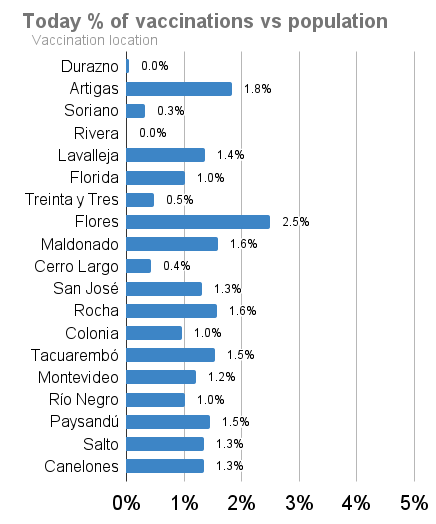 Today % of vaccinations vs population
Vaccination location
Durazno 0.0%
Artigas 1.8%
Soriano 0.3%
Rivera 0.0%
Lavalleja 1.4%
Florida 1.0%
Treinta y Tres 0.5%
Flores 2.5%
Maldonado 1.6%
Cerro Largo 0.4%
San José 1.3%
Rocha 1.6%
Colonia 1.0%
Tacuarembó 1.5%
Montevideo 1.2%
Río Negro 1.0%
Paysandú 1.5%
Salto 1.3%
Canelones 1.3%
0% 1% 2% 3% 4% 5%